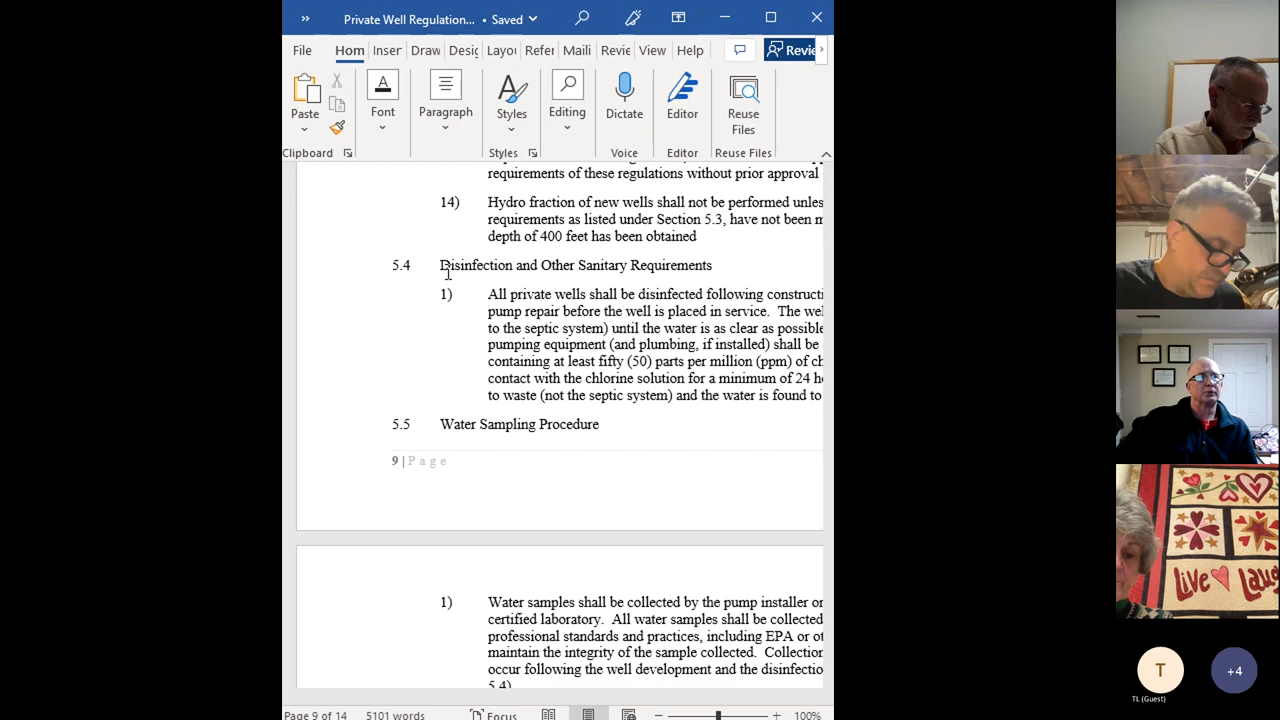 Private Well Regulation... • Saved
File Hom Inser Draw Desig Layou Refer Maili Revie View Help Revie
Paste
Font
Paragraph
Styles
Editing
Dictate
Editor
Reuse Files
Clipboard
Styles
Voice
Editor
Reuse Files
requirements of these regulations without prior approval
14) Hydro fraction of new wells shall not be performed unles
requirements as listed under Section 5.3, have not been m
depth of 400 feet has been obtained
5.4 Disinfection and Other Sanitary Requirements
1) All private wells shall be disinfected following constructi
pump repair before the well is placed in service. The wel
to the septic system) until the water is as clear as possible
pumping equipment (and plumbing, if installed) shall be
containing at least fifty (50) parts per million (ppm) of ch
contact with the chlorine solution for a minimum of 24 h
to waste (not the septic system) and the water is found to
5.5 Water Sampling Procedure
9 | Page
1) Water samples shall be collected by the pump installer or
certified laboratory. All water samples shall be collected
professional standards and practices, including EPA or ot
maintain the integrity of the sample collected. Collection
occur following the well development and the disinfectio
5.4)
Page 9 of 14 5101 words Focus 100%
Live Laug
T
TL (Guest)
+4